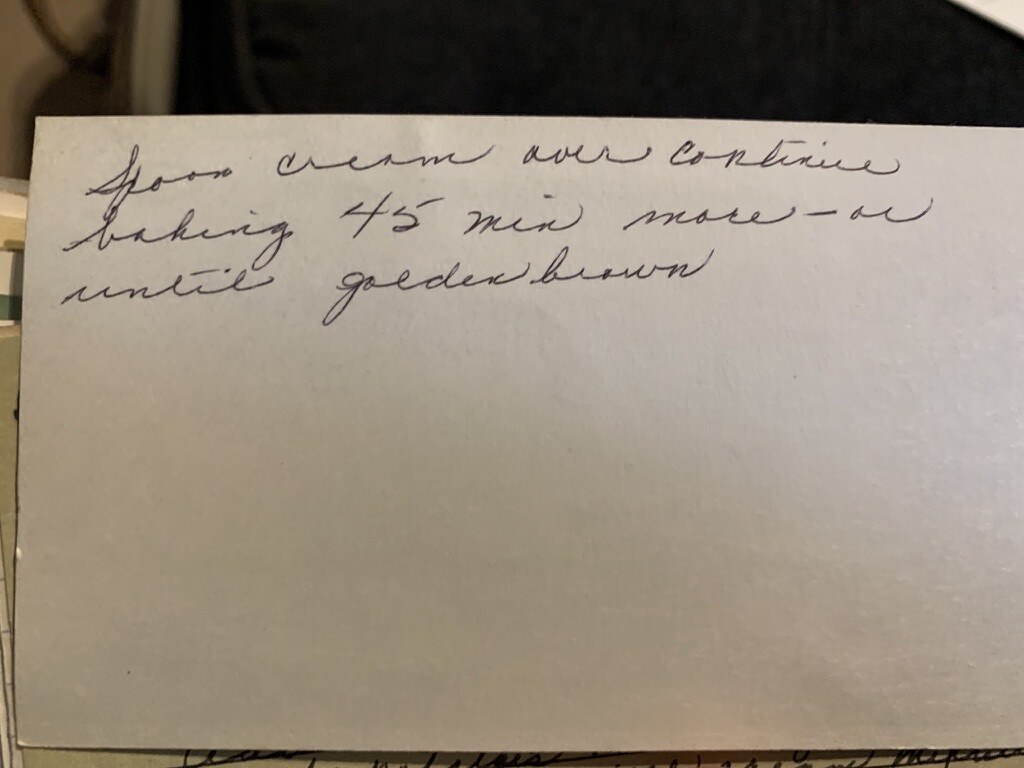 Spoon cream over continue
baking 45 min more - or
until golden brown